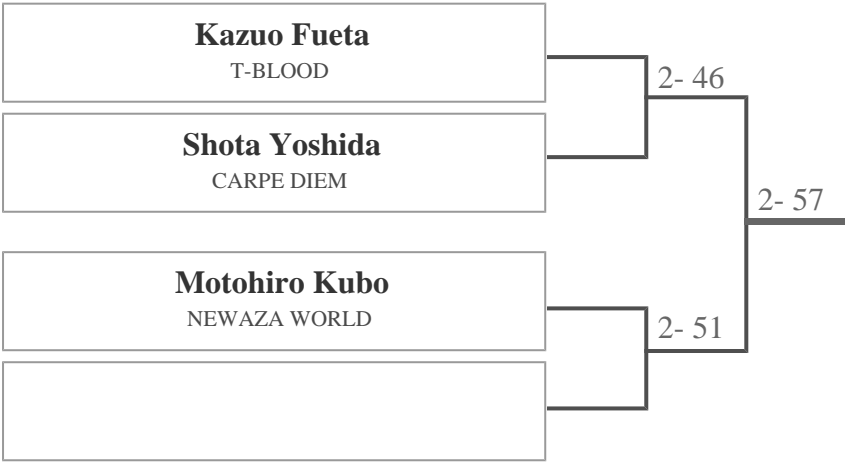 Kazuo Fueta
T-BLOOD
2- 46
Shota Yoshida
CARPE DIEM
2- 57
Motohiro Kubo
NEWAZA WORLD
2- 51